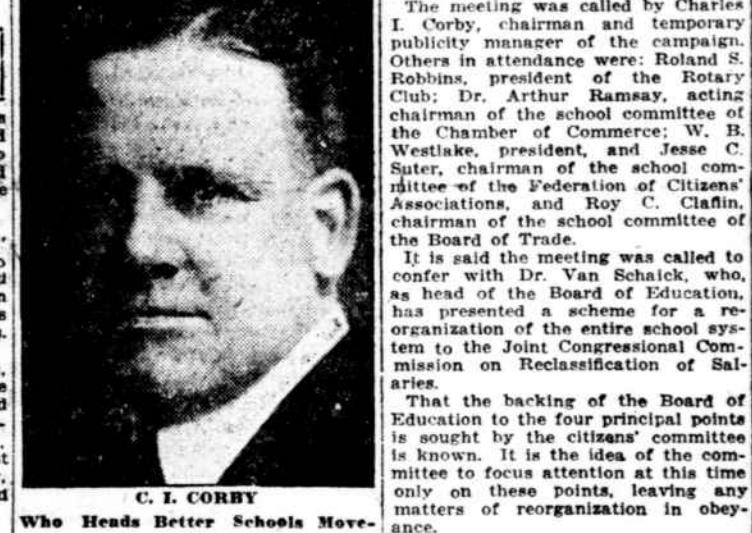 C. I. CORBY
Who Heads Better Schools Move-
The meeting was called by Charles
I. Corby, chairman and temporary
publicity manager of the campaign.
Others in attendance were: Roland S.
Robbins, president of the Rotary
Club; Dr. Arthur Ramsay, acting
chairman of the school committee of
the Chamber of Commerce; W. B.
Westlake, president, and Jesse C.
Suter, chairman of the school com-
mittee of the Federation of Citizens'
Associations, and Roy C. Claflin,
chairman of the school committee of
the Board of Trade.
It is said the meeting was called to
confer with Dr. Van Schaick, who,
as head of the Board of Education,
has presented a scheme for a re-
organization of the entire school sys-
tem to the Joint Congressional Com-
mission on Reclassification of Sal-
aries.
That the backing of the Board of
Education to the four principal points
is sought by the citizens' committee
is known. It is the idea of the com-
mittee to focus attention at this time
only on these points, leaving any
matters of reorganization in obey-
ance.